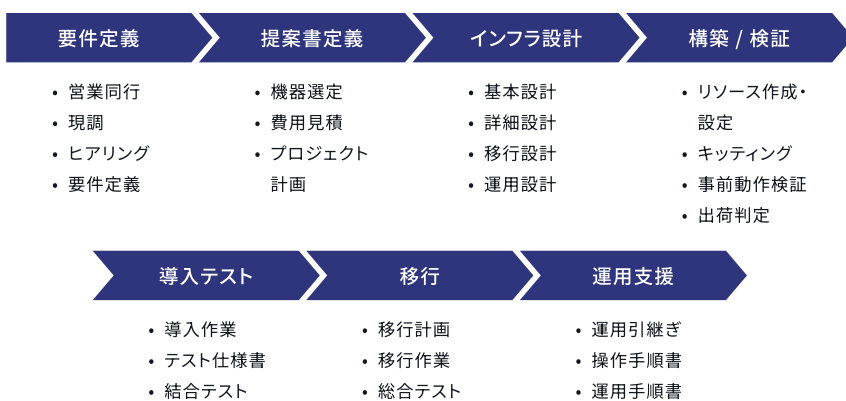 要件定義
• 営業同行
• 現調
• ヒアリング
• 要件定義
提案書定義
• 機器選定
• 費用見積
• プロジェクト
計画
インフラ設計
• 基本設計
• 詳細設計
• 移行設計
• 運用設計
構築 / 検証
• リソース作成・
設定
• キッティング
• 事前動作検証
• 出荷判定
導入テスト
• 導入作業
• テスト仕様書
• 結合テスト
移行
• 移行計画
• 移行作業
• 総合テスト
運用支援
• 運用引継ぎ
• 操作手順書
• 運用手順書